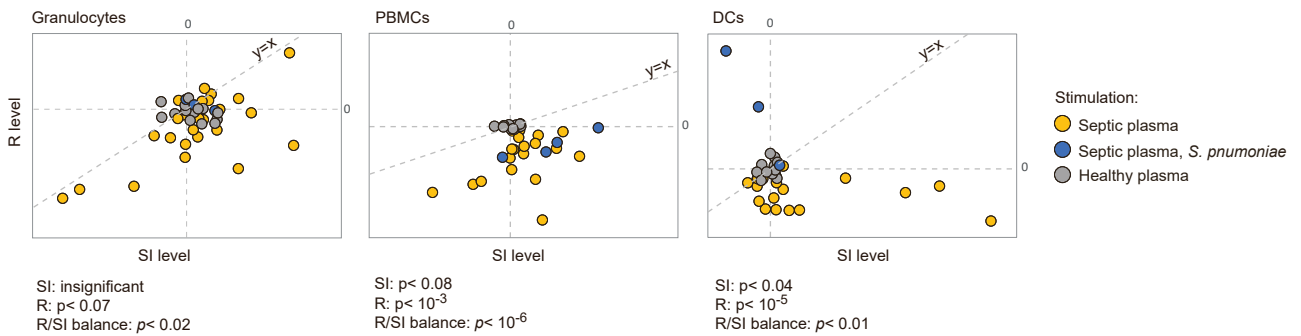 Granulocytes
0
y=x
0
R level
SI level
SI: insignificant
R: p< 0.07
R/SI balance: p< 0.02
PBMCs
0
y=x
0
SI level
SI: p< 0.08
R: p< 10-3
R/SI balance: p< 10-6
DCs
0
y=x
0
SI level
SI: p< 0.04
R: p< 10-5
R/SI balance: p< 0.01
Stimulation:
Septic plasma
Septic plasma, S. pnumoniae
Healthy plasma